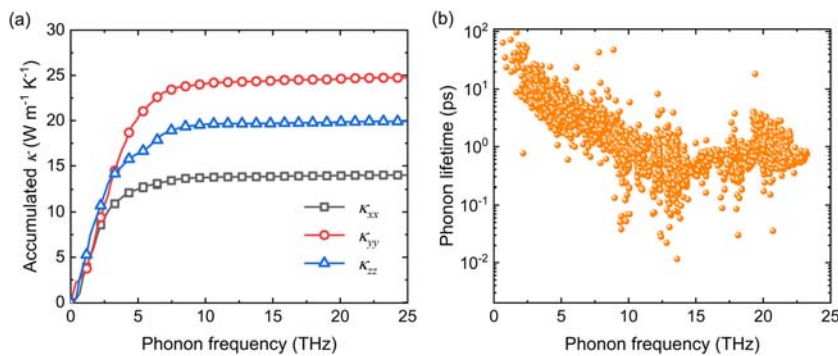 (a)
30
25
20
15
10
5
0
Accumulated κ (W m⁻¹ K⁻¹)
κxx
κyy
κzz
0 5 10 15 20 25
Phonon frequency (THz)
(b)
10²
10¹
10⁰
10⁻¹
10⁻²
Phonon lifetime (ps)
0 5 10 15 20 25
Phonon frequency (THz)